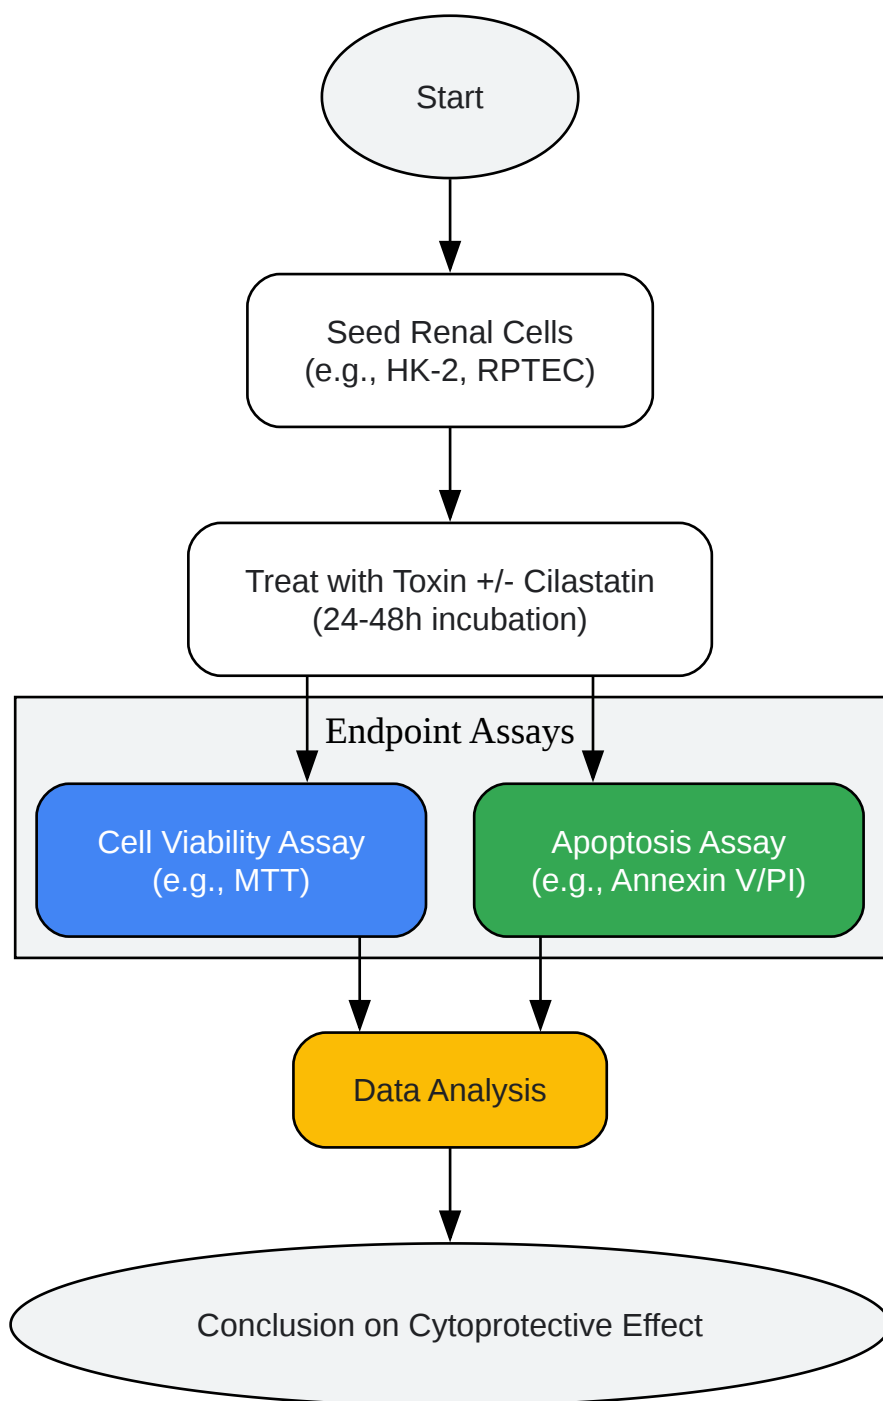 Start
Seed Renal Cells
(e.g., HK-2, RPTEC)
Treat with Toxin +/- Cilastatin
(24-48h incubation)
Endpoint Assays
Cell Viability Assay
(e.g., MTT)
Apoptosis Assay
(e.g., Annexin V/PI)
Data Analysis
Conclusion on Cytoprotective Effect